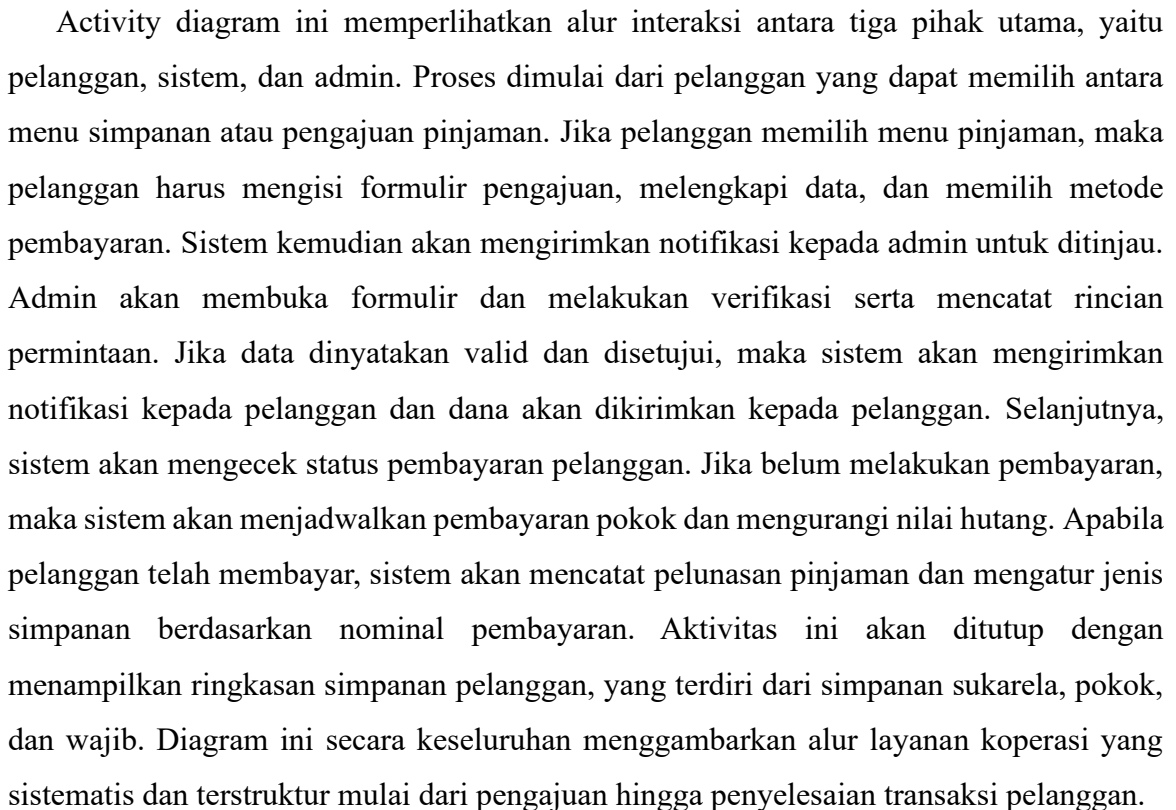 Activity diagram ini memperlihatkan alur interaksi antara tiga pihak utama, yaitu
pelanggan, sistem, dan admin. Proses dimulai dari pelanggan yang dapat memilih antara
menu simpanan atau pengajuan pinjaman. Jika pelanggan memilih menu pinjaman, maka
pelanggan harus mengisi formulir pengajuan, melengkapi data, dan memilih metode
pembayaran. Sistem kemudian akan mengirimkan notifikasi kepada admin untuk ditinjau.
Admin akan membuka formulir dan melakukan verifikasi serta mencatat rincian
permintaan. Jika data dinyatakan valid dan disetujui, maka sistem akan mengirimkan
notifikasi kepada pelanggan dan dana akan dikirimkan kepada pelanggan. Selanjutnya,
sistem akan mengecek status pembayaran pelanggan. Jika belum melakukan pembayaran,
maka sistem akan menjadwalkan pembayaran pokok dan mengurangi nilai hutang. Apabila
pelanggan telah membayar, sistem akan mencatat pelunasan pinjaman dan mengatur jenis
simpanan berdasarkan nominal pembayaran. Aktivitas ini akan ditutup dengan
menampilkan ringkasan simpanan pelanggan, yang terdiri dari simpanan sukarela, pokok,
dan wajib. Diagram ini secara keseluruhan menggambarkan alur layanan koperasi yang
sistematis dan terstruktur mulai dari pengajuan hingga penyelesaian transaksi pelanggan.